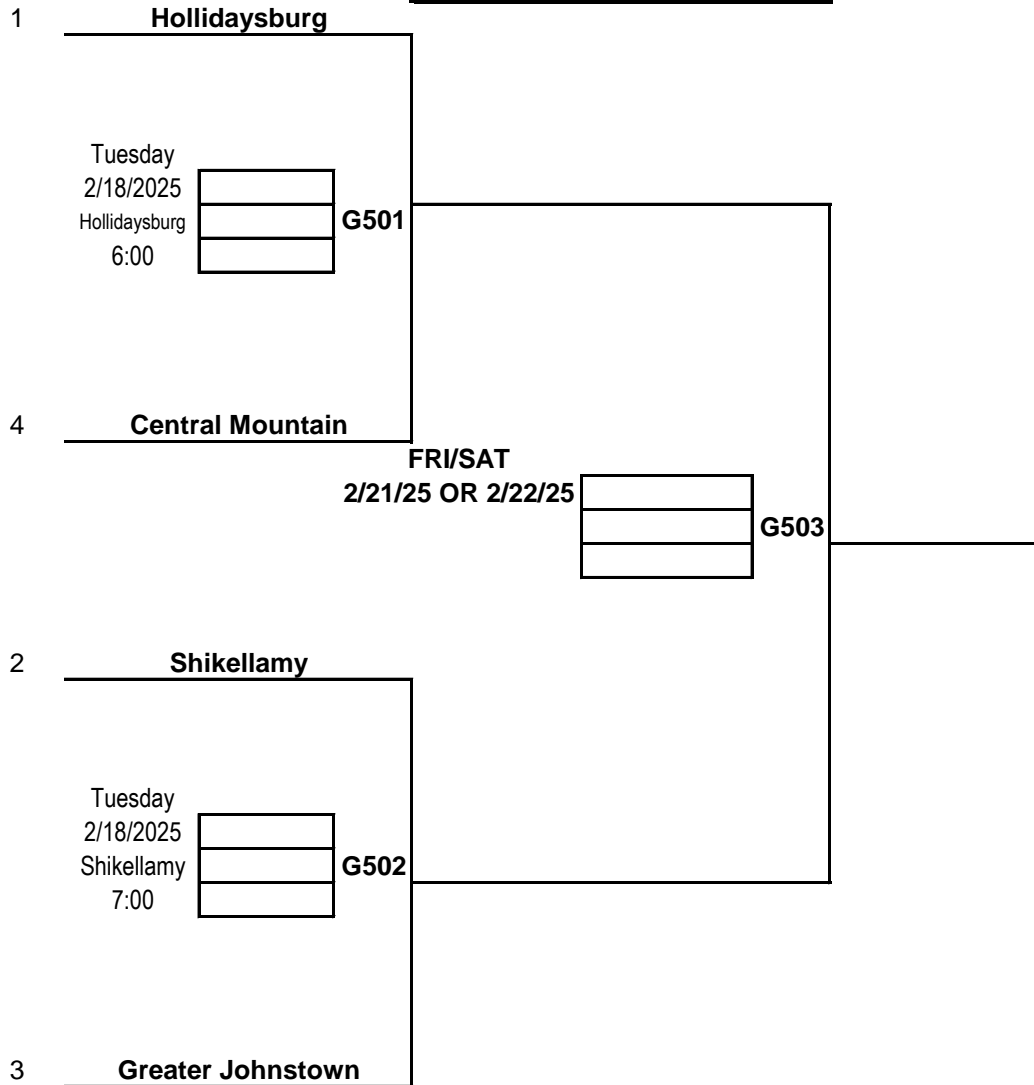 1 Hollidaysburg
Tuesday
2/18/2025
Hollidaysburg
6:00
G501
4 Central Mountain
FRI/SAT
2/21/25 OR 2/22/25
G503
2 Shikellamy
Tuesday
2/18/2025
Shikellamy
7:00
G502
3 Greater Johnstown